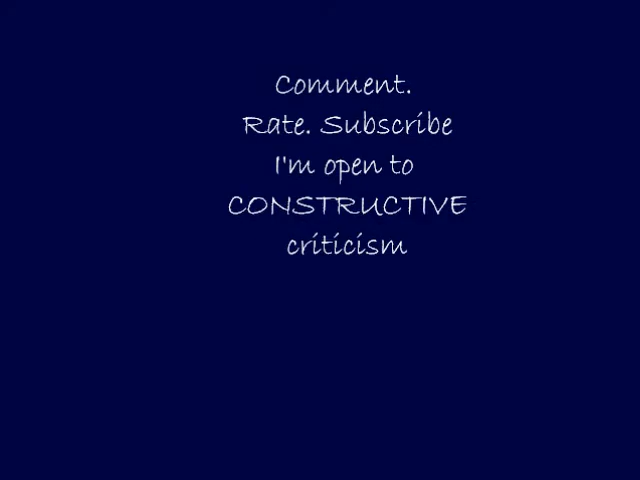 Comment.
Rate. Subscribe
I'm open to
CONSTRUCTIVE
criticism